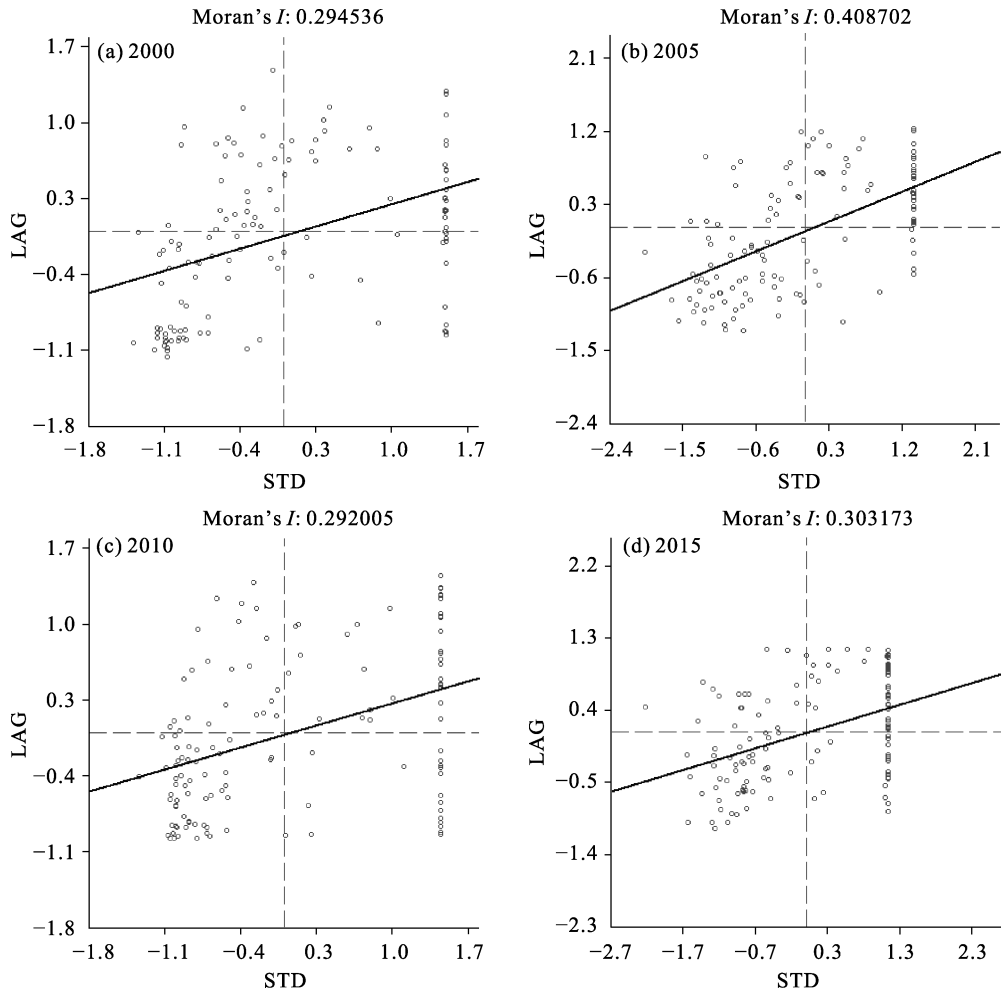 Moran's I: 0.294536
(a) 2000
1.7
1.0
0.3
−0.4
−1.1
−1.8
LAG
−1.8 −1.1 −0.4 0.3 1.0 1.7
STD
Moran's I: 0.408702
(b) 2005
2.1
1.2
0.3
−0.6
−1.5
−2.4
LAG
−2.4 −1.5 −0.6 0.3 1.2 2.1
STD
Moran's I: 0.292005
(c) 2010
1.7
1.0
0.3
−0.4
−1.1
−1.8
LAG
−1.8 −1.1 −0.4 0.3 1.0 1.7
STD
Moran's I: 0.303173
(d) 2015
2.2
1.3
0.4
−0.5
−1.4
−2.3
LAG
−2.7 −1.7 −0.7 0.3 1.3 2.3
STD